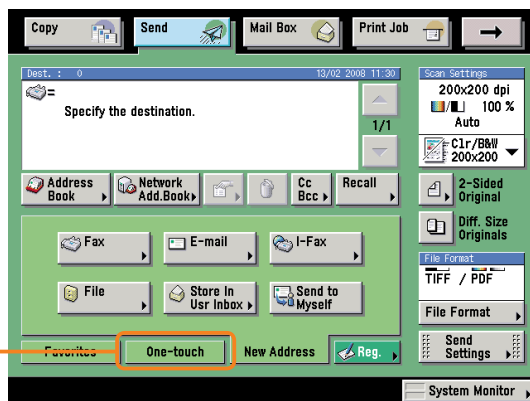 Copy
Send
Mail Box
Print Job
Dest. : 0
13/02 2008 11:30
Specify the destination.
1/1
Address
Book
Network
Add.Book
Cc
Bcc
Recall
Fax
E-mail
I-Fax
File
Store In
Usr Inbox
Send to
Myself
Favorites
One-touch
New Address
Reg.
Scan Settings
200x200 dpi
/ 100 %
Auto
Clr/B&W
200x200
2-Sided
Original
Diff. Size
Originals
File Format
TIFF / PDF
File Format
Send
Settings
System Monitor